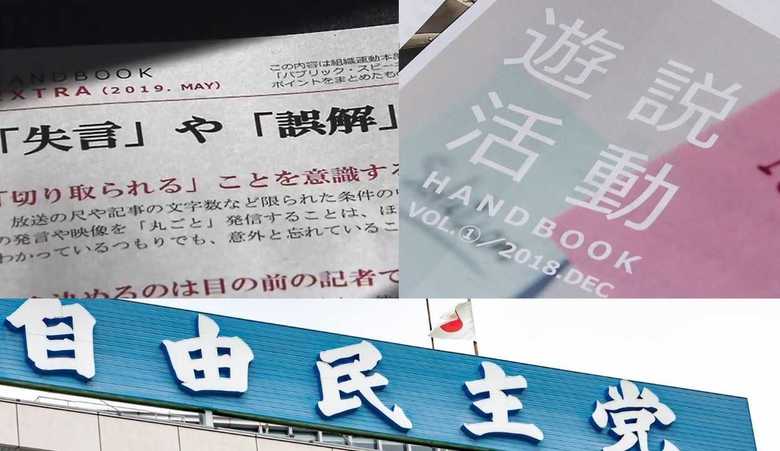 HANDBOOK
EXTRA (2019. MAY)
この内容は組織運動本部
「パブリック・スピー
ポイントをまとめたもの
「失言」や「誤解」
「切り取られる」ことを意識する
放送の尺や記事の文字数など限られた条件の
の発言や映像を「丸ごと」発信することは、ほ
わかっているつもりでも、意外と忘れているこ
決めるのは目の前の記者で
遊説
活動
HANDBOOK
VOL.①//2018.DEC
自由民主党